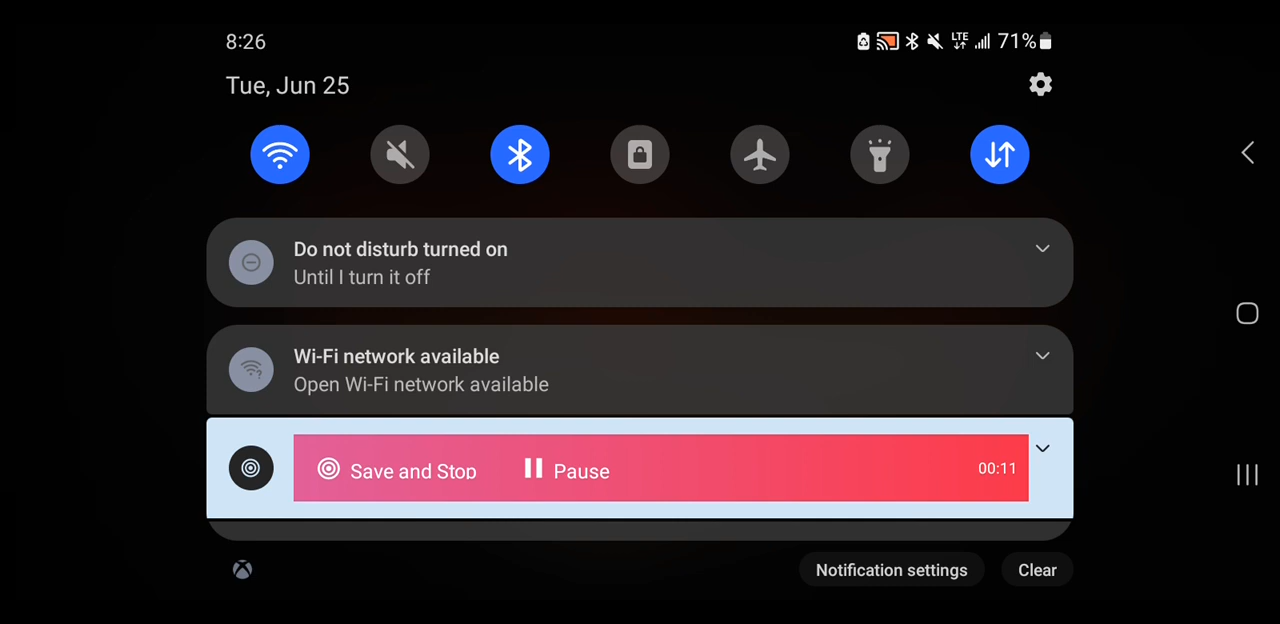 8:26
LTE 71%
Tue, Jun 25
Do not disturb turned on
Until I turn it off
Wi-Fi network available
Open Wi-Fi network available
Save and Stop Pause 00:11
Notification settings Clear